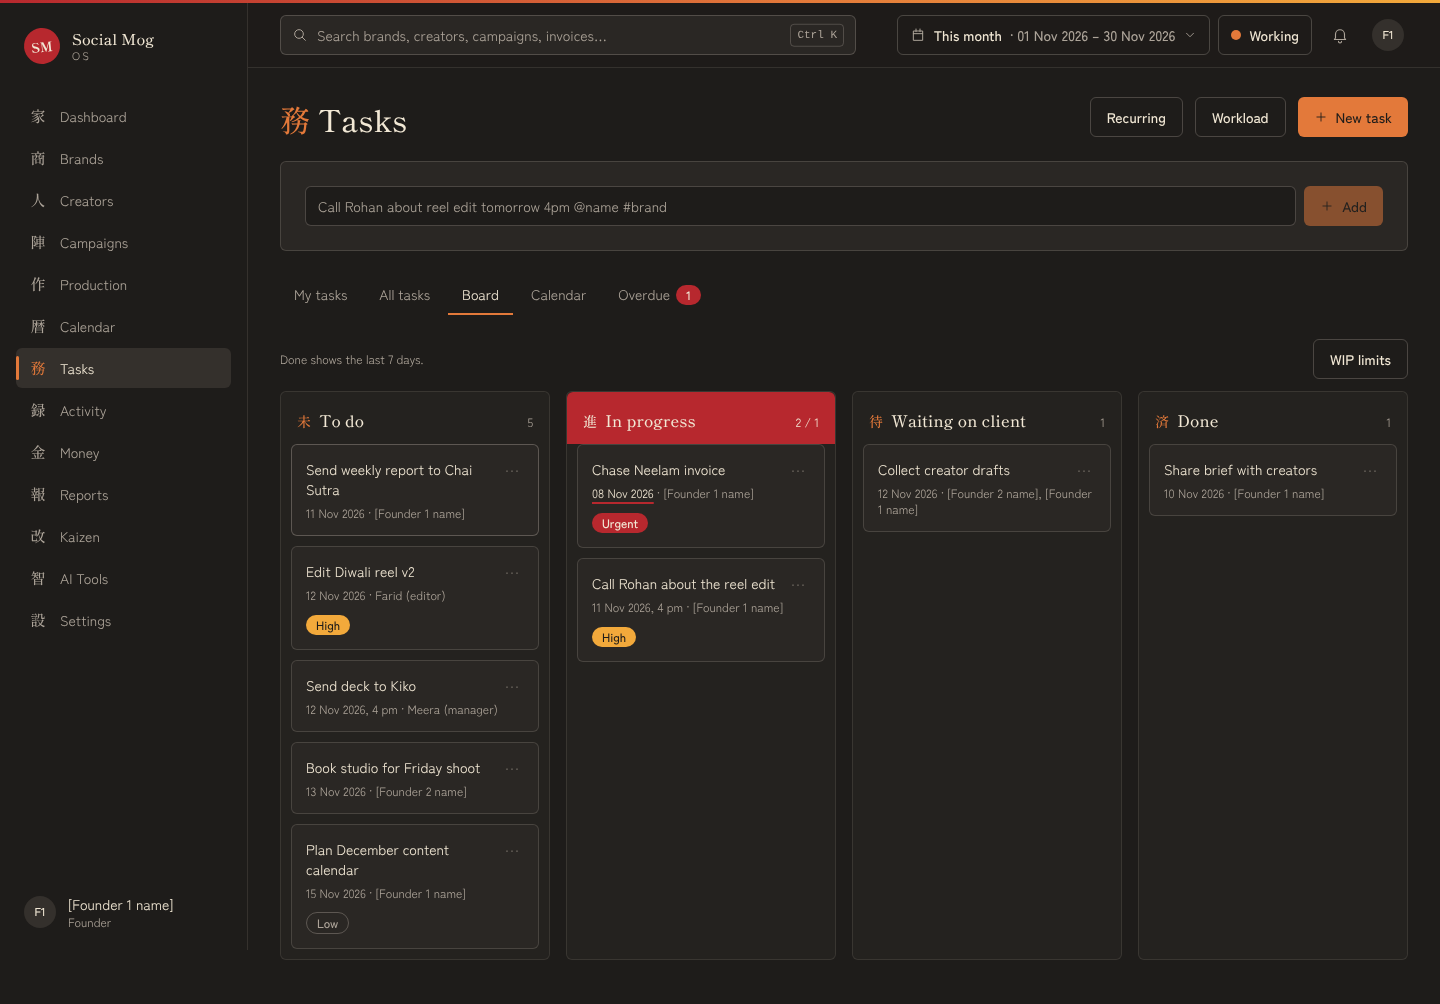 SM Social Mog
OS
家 Dashboard
商 Brands
人 Creators
陣 Campaigns
作 Production
暦 Calendar
務 Tasks
録 Activity
金 Money
報 Reports
改 Kaizen
智 AI Tools
設 Settings
F1 [Founder 1 name]
Founder
Search brands, creators, campaigns, invoices... Ctrl K
This month · 01 Nov 2026 – 30 Nov 2026
Working
F1
務 Tasks
Recurring
Workload
+ New task
Call Rohan about reel edit tomorrow 4pm @name #brand
+ Add
My tasks All tasks Board Calendar Overdue 1
Done shows the last 7 days.
WIP limits
未 To do 5
Send weekly report to Chai
Sutra
11 Nov 2026 · [Founder 1 name]
Edit Diwali reel v2
12 Nov 2026 · Farid (editor)
High
Send deck to Kiko
12 Nov 2026, 4 pm · Meera (manager)
Book studio for Friday shoot
13 Nov 2026 · [Founder 2 name]
Plan December content
calendar
15 Nov 2026 · [Founder 1 name]
Low
進 In progress 2 / 1
Chase Neelam invoice
08 Nov 2026 · [Founder 1 name]
Urgent
Call Rohan about the reel edit
11 Nov 2026, 4 pm · [Founder 1 name]
High
待 Waiting on client 1
Collect creator drafts
12 Nov 2026 · [Founder 2 name], [Founder
1 name]
済 Done 1
Share brief with creators
10 Nov 2026 · [Founder 1 name]